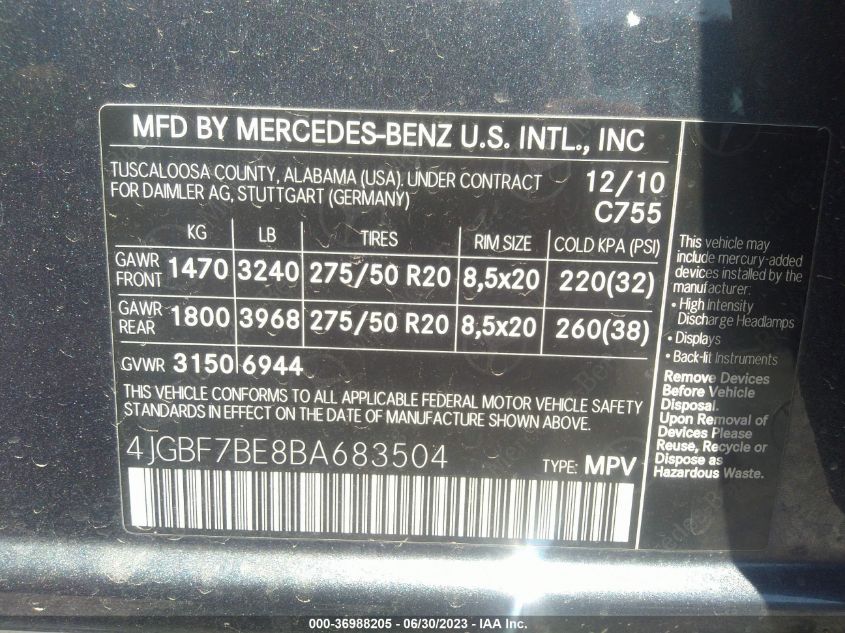 MFD BY MERCEDES-BENZ U.S. INTL., INC
TUSCALOOSA COUNTY, ALABAMA (USA). UNDER CONTRACT
FOR DAIMLER AG, STUTTGART (GERMANY)
12/10
C755
KG LB TIRES RIM SIZE COLD KPA (PSI)
GAWR
FRONT 1470 3240 275/50 R20 8,5x20 220(32)
GAWR
REAR 1800 3968 275/50 R20 8,5x20 260(38)
GVWR 3150 6944
THIS VEHICLE CONFORMS TO ALL APPLICABLE FEDERAL MOTOR VEHICLE SAFETY
STANDARDS IN EFFECT ON THE DATE OF MANUFACTURE SHOWN ABOVE.
4JGBF7BE8BA683504
TYPE: MPV
This vehicle may
include mercury-added
devices installed by the
manufacturer:
• High Intensity
Discharge Headlamps
• Displays
• Back-lit Instruments
Remove Devices
Before Vehicle
Disposal.
Upon Removal of
Devices Please
Reuse, Recycle or
Dispose as
Hazardous Waste.
000-36988205 - 06/30/2023 - IAA Inc.